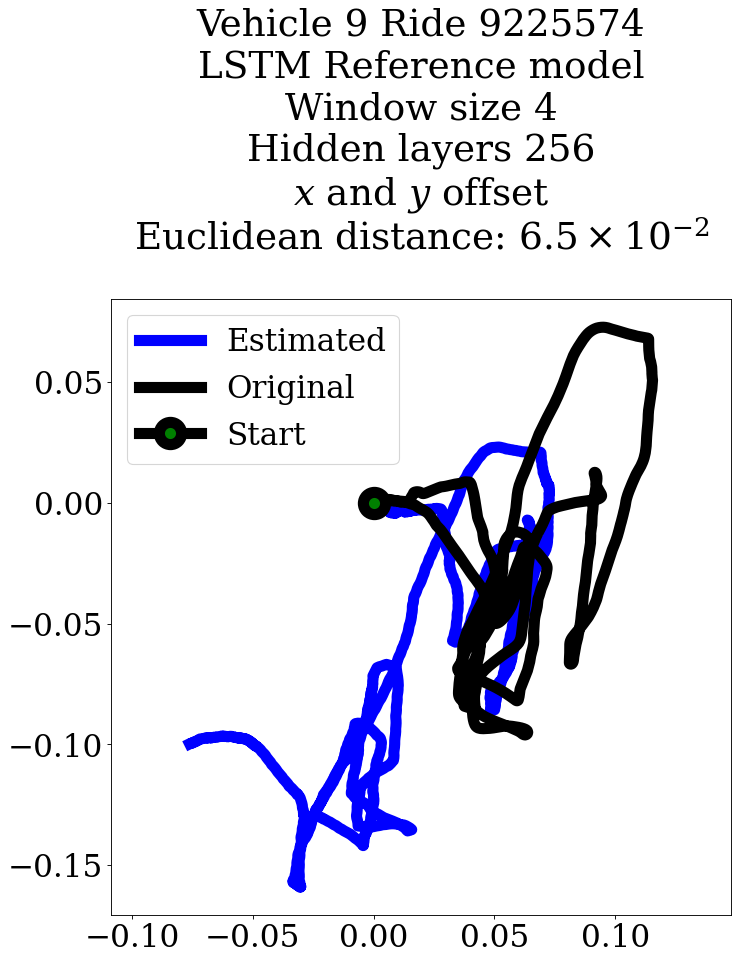 Vehicle 9 Ride 9225574
LSTM Reference model
Window size 4
Hidden layers 256
x and y offset
Euclidean distance: 6.5 × 10⁻²
Estimated
Original
Start
0.05
0.00
−0.05
−0.10
−0.15
−0.10 −0.05 0.00 0.05 0.10